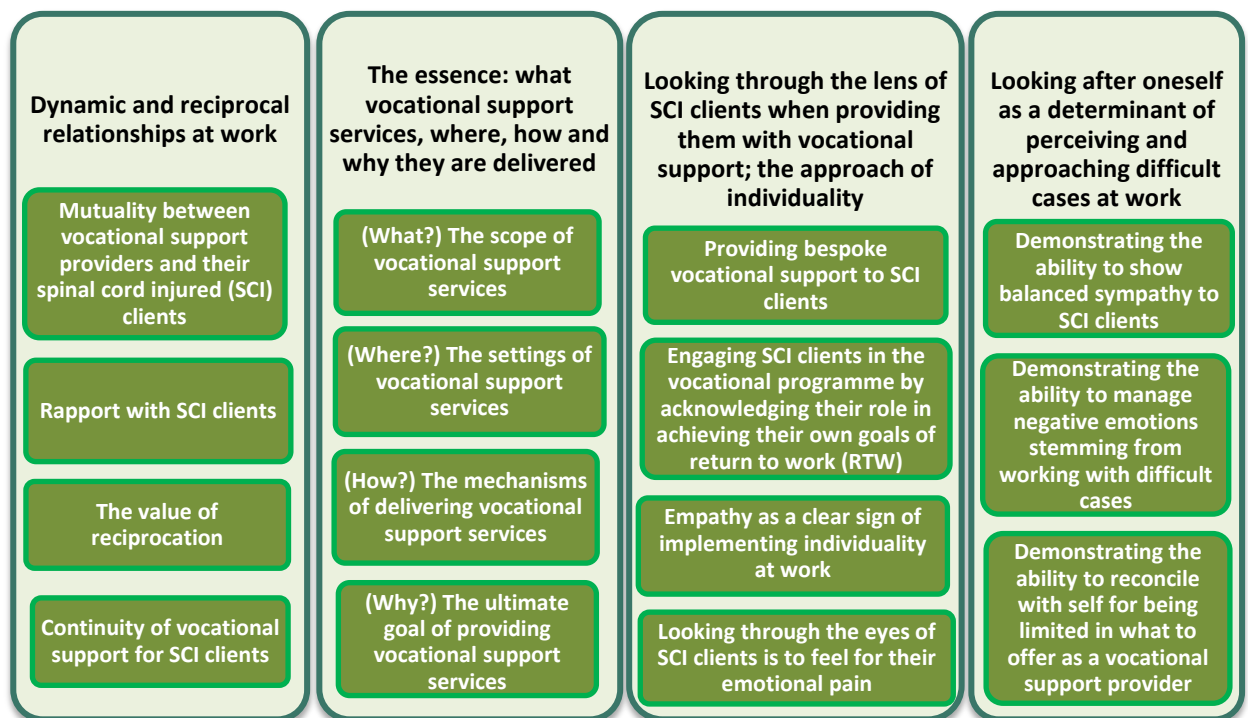 Dynamic and reciprocal
relationships at work
Mutuality between
vocational support
providers and their
spinal cord injured (SCI)
clients
Rapport with SCI clients
The value of
reciprocation
Continuity of vocational
support for SCI clients
The essence: what
vocational support
services, where, how and
why they are delivered
(What?) The scope of
vocational support
services
(Where?) The settings of
vocational support
services
(How?) The mechanisms
of delivering vocational
support services
(Why?) The ultimate
goal of providing
vocational support
services
Looking through the lens of
SCI clients when providing
them with vocational
support; the approach of
individuality
Providing bespoke
vocational support to SCI
clients
Engaging SCI clients in the
vocational programme by
acknowledging their role in
achieving their own goals of
return to work (RTW)
Empathy as a clear sign of
implementing individuality
at work
Looking through the eyes of
SCI clients is to feel for their
emotional pain
Looking after oneself
as a determinant of
perceiving and
approaching difficult
cases at work
Demonstrating the
ability to show
balanced sympathy to
SCI clients
Demonstrating the
ability to manage
negative emotions
stemming from
working with difficult
cases
Demonstrating the
ability to reconcile
with self for being
limited in what to
offer as a vocational
support provider